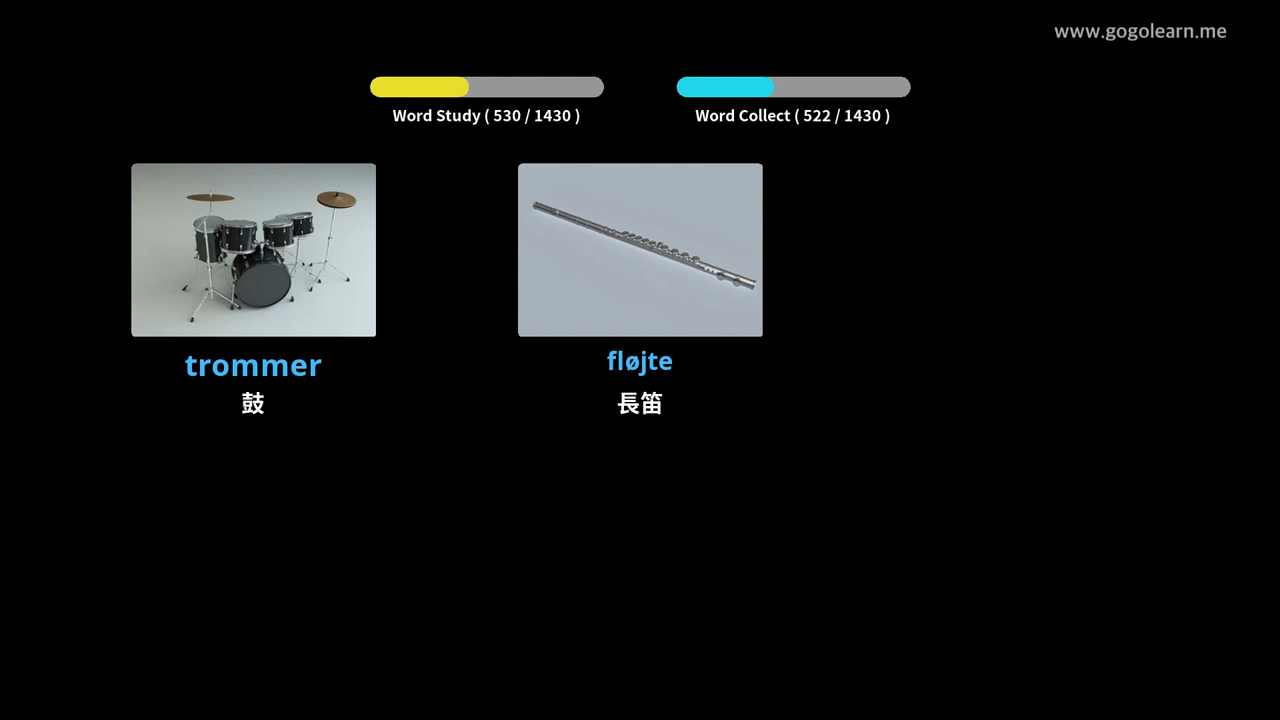 www.gogolearn.me
Word Study ( 530 / 1430 )
Word Collect ( 522 / 1430 )
trommer
鼓
fløjte
長笛